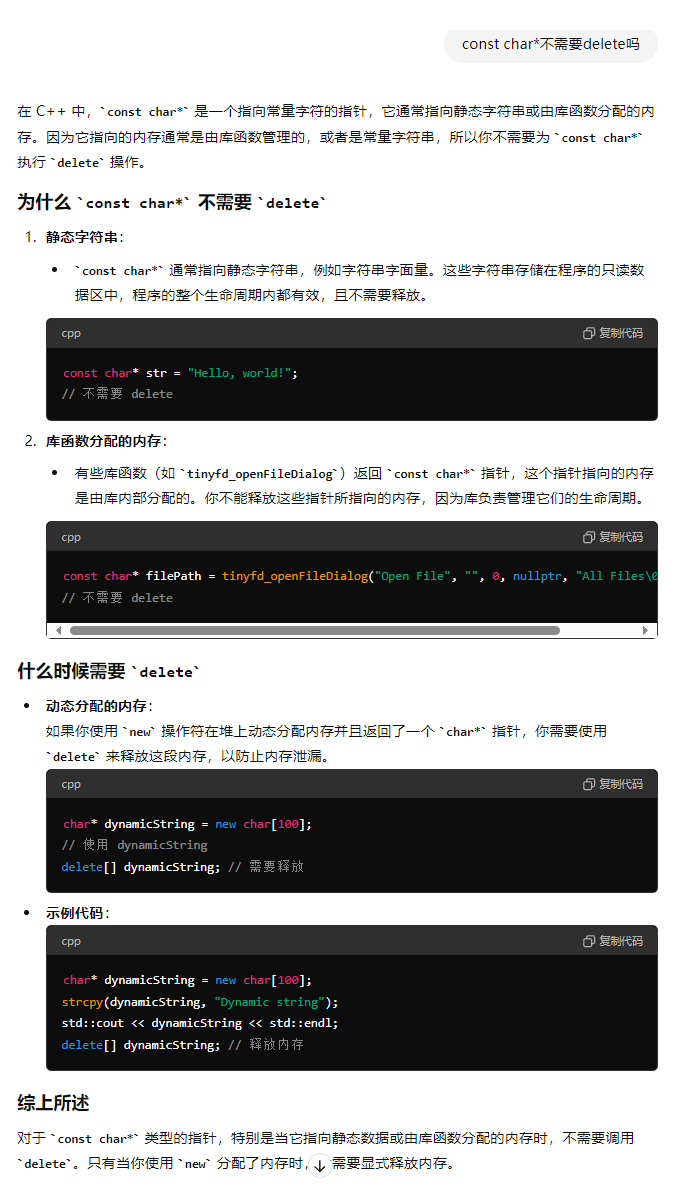 const char*不需要delete吗
在 C++ 中，`const char*` 是一个指向常量字符的指针，它通常指向静态字符串或由库函数分配的内
存。因为它指向的内存通常是由库函数管理的，或者是常量字符串，所以你不需要为 `const char*`
执行 `delete` 操作。
为什么 `const char*` 不需要 `delete`
1. 静态字符串：
• `const char*` 通常指向静态字符串，例如字符串字面量。这些字符串存储在程序的只读数
据区中，程序的整个生命周期内都有效，且不需要释放。
cpp 复制代码
const char* str = "Hello, world!";
// 不需要 delete
2. 库函数分配的内存：
• 有些库函数（如 `tinyfd_openFileDialog`）返回 `const char*` 指针，这个指针指向的内存
是由库内部分配的。你不能释放这些指针所指向的内存，因为库负责管理它们的生命周期。
cpp 复制代码
const char* filePath = tinyfd_openFileDialog("Open File", "", 0, nullptr, "All Files\0
// 不需要 delete
什么时候需要 `delete`
• 动态分配的内存：
如果你使用 `new` 操作符在堆上动态分配内存并且返回了一个 `char*` 指针，你需要使用
`delete` 来释放这段内存，以防止内存泄漏。
cpp 复制代码
char* dynamicString = new char[100];
// 使用 dynamicString
delete[] dynamicString; // 需要释放
• 示例代码：
cpp 复制代码
char* dynamicString = new char[100];
strcpy(dynamicString, "Dynamic string");
std::cout << dynamicString << std::endl;
delete[] dynamicString; // 释放内存
综上所述
对于 `const char*` 类型的指针，特别是当它指向静态数据或由库函数分配的内存时，不需要调用
`delete`。只有当你使用 `new` 分配了内存时，需要显式释放内存。